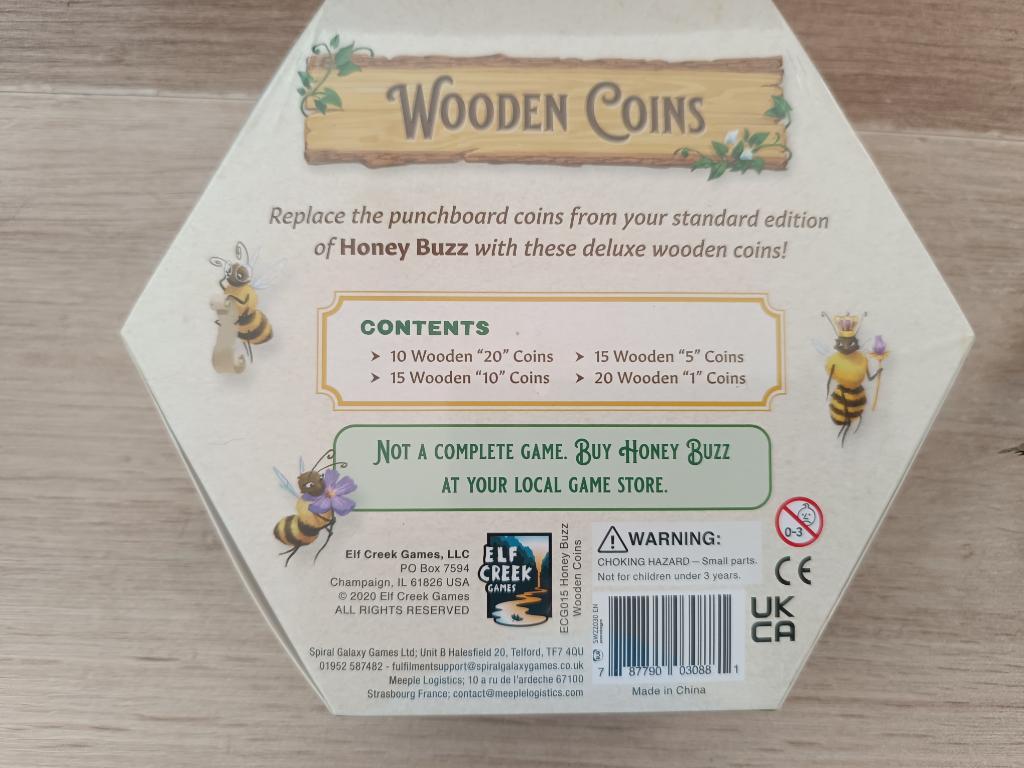 WOODEN COINS
Replace the punchboard coins from your standard edition
of Honey Buzz with these deluxe wooden coins!
CONTENTS
➤ 10 Wooden “20” Coins ➤ 15 Wooden “5” Coins
➤ 15 Wooden “10” Coins ➤ 20 Wooden “1” Coins
NOT A COMPLETE GAME. BUY HONEY BUZZ
AT YOUR LOCAL GAME STORE.
Elf Creek Games, LLC
PO Box 7594
Champaign, IL 61826 USA
© 2020 Elf Creek Games
ALL RIGHTS RESERVED
ELF
CREEK
GAMES
ECG015 Honey Buzz
Wooden Coins
WARNING:
CHOKING HAZARD – Small parts.
Not for children under 3 years.
0-3
CE
UK
CA
SWZZ030 EN
7 87790 03088 1
Made in China
Spiral Galaxy Games Ltd; Unit B Halesfield 20, Telford, TF7 4QU
01952 587482 - fulfilmentsupport@spiralgalaxygames.co.uk
Meeple Logistics; 10 a ru de l'ardeche 67100
Strasbourg France; contact@meeplelogistics.com